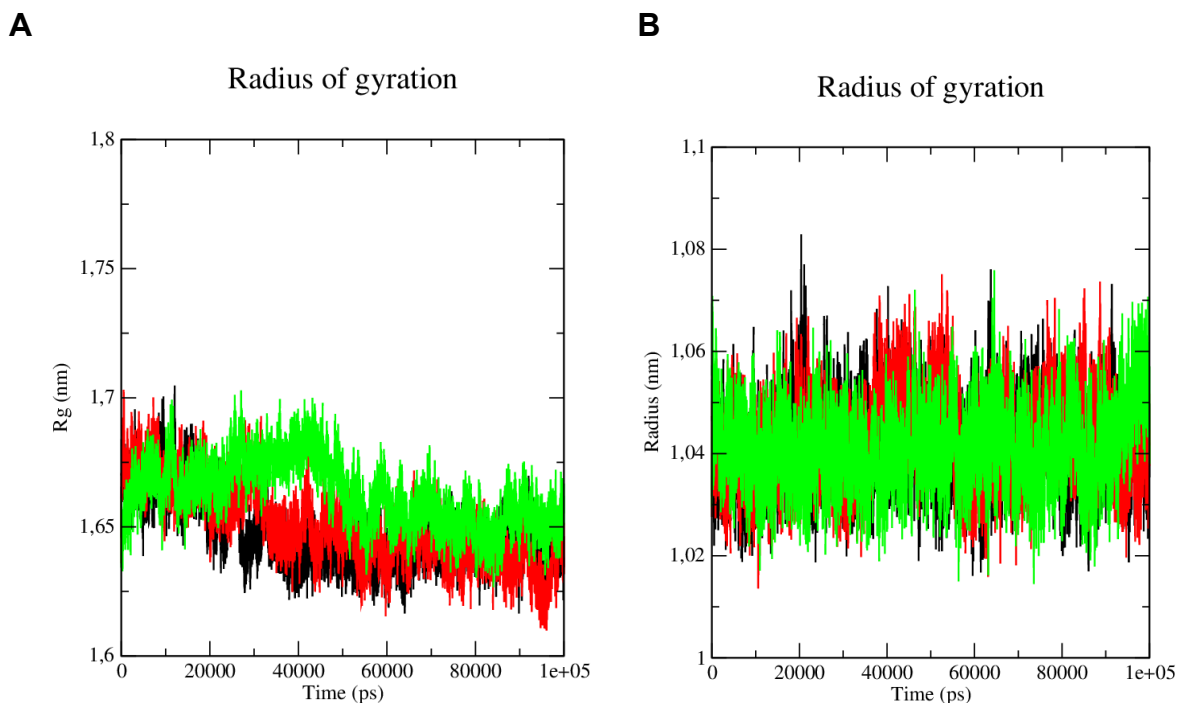 A
Radius of gyration
Rg (nm)
1,8
1,75
1,7
1,65
1,6
0 20000 40000 60000 80000 1e+05
Time (ps)
B
Radius of gyration
Radius (nm)
1,1
1,08
1,06
1,04
1,02
1
0 20000 40000 60000 80000 1e+05
Time (ps)